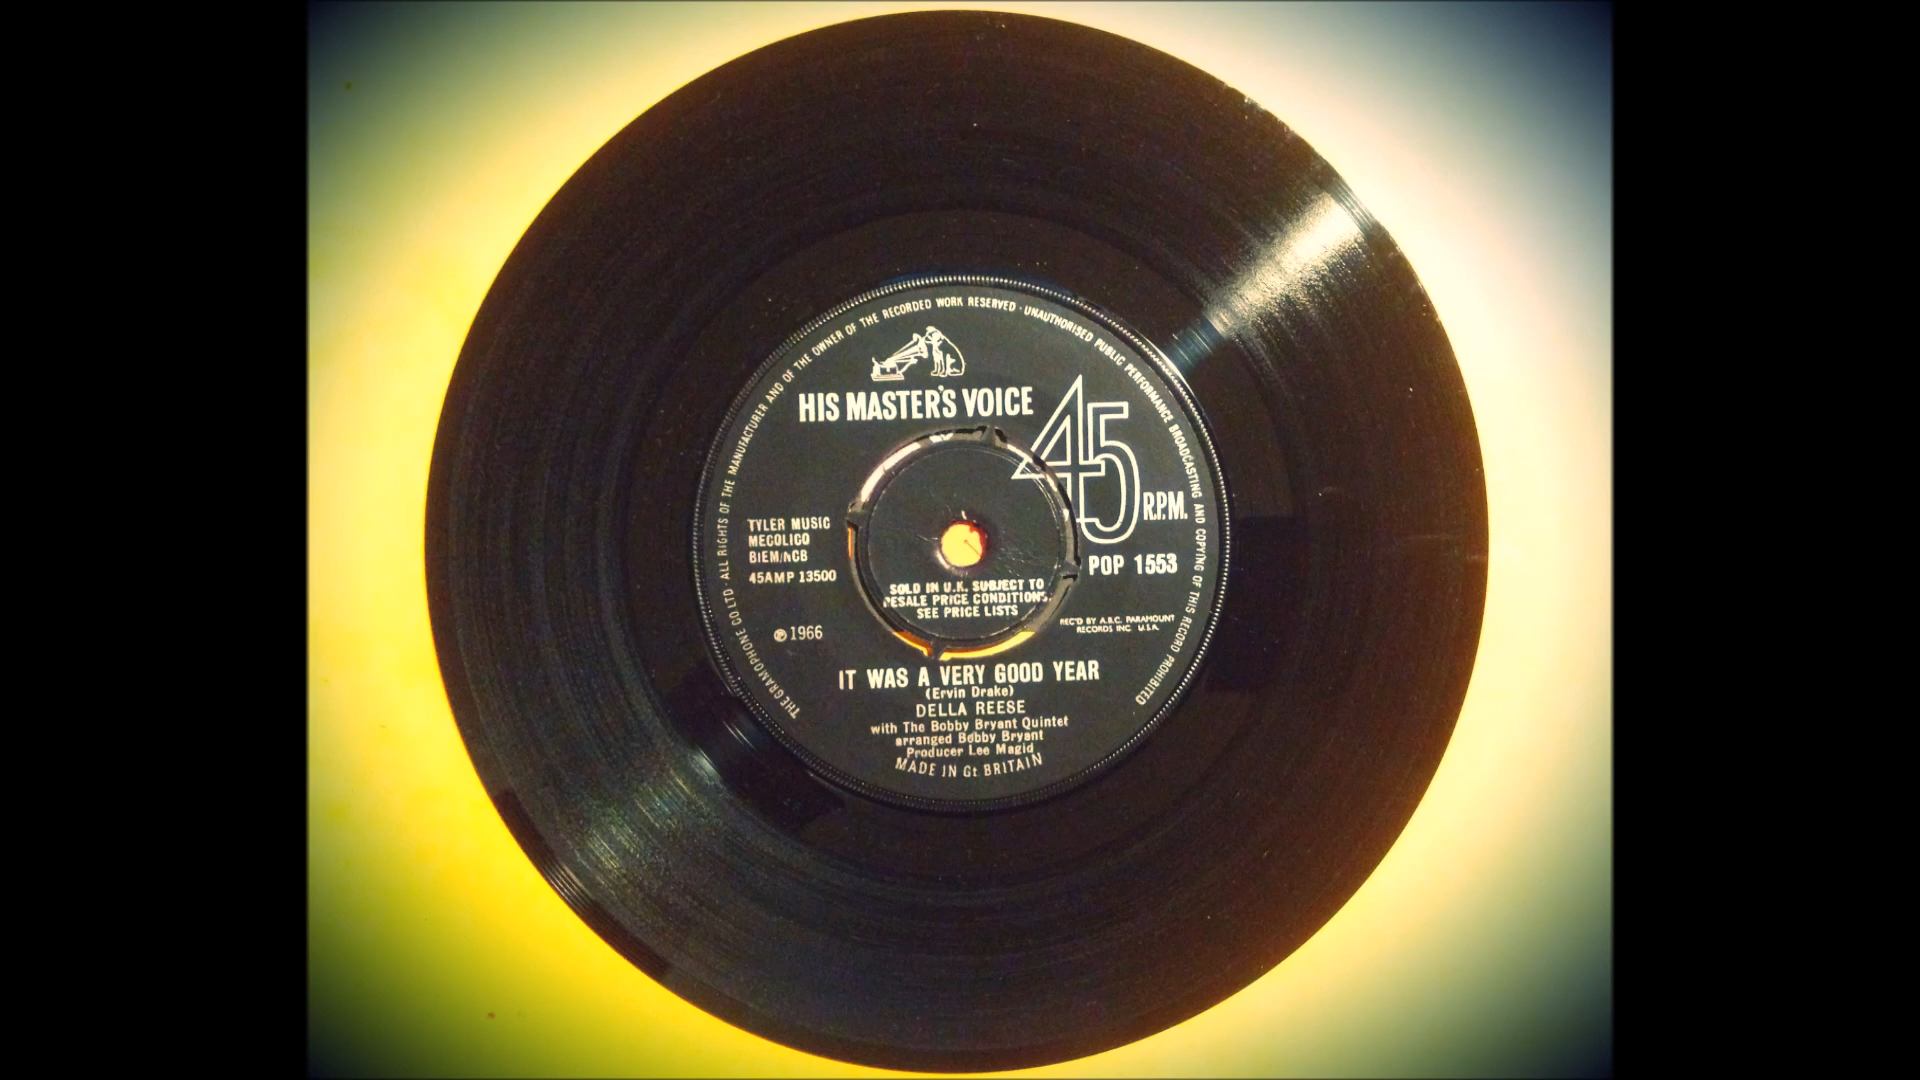 THE GRAMOPHONE CO LTD · ALL RIGHTS OF THE MANUFACTURER AND OF THE OWNER OF THE RECORDED WORK RESERVED · UNAUTHORISED PUBLIC PERFORMANCE BROADCASTING AND COPYING OF THIS RECORD PROHIBITED
HIS MASTER'S VOICE
45 R.P.M.
TYLER MUSIC
MECOLICO
BIEM/NCB
45AMP 13500
POP 1553
SOLD IN U.K. SUBJECT TO
RESALE PRICE CONDITIONS.
SEE PRICE LISTS
℗ 1966
REC'D BY A.B.C. PARAMOUNT
RECORDS INC. U.S.A.
IT WAS A VERY GOOD YEAR
(Ervin Drake)
DELLA REESE
with The Bobby Bryant Quintet
arranged Bobby Bryant
Producer Lee Magid
MADE IN Gt BRITAIN